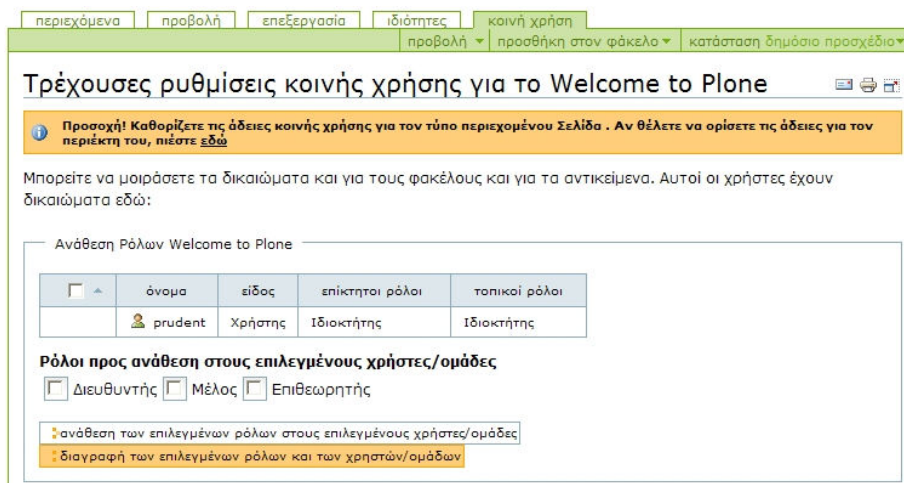 περιεχόμενα προβολή επεξεργασία ιδιότητες κοινή χρήση
προβολή προσθήκη στον φάκελο κατάσταση δημόσιο προσχέδιο
Τρέχουσες ρυθμίσεις κοινής χρήσης για το Welcome to Plone
Προσοχή! Καθορίζετε τις άδειες κοινής χρήσης για τον τύπο περιεχομένου Σελίδα . Αν θέλετε να ορίσετε τις άδειες για τον
περιέκτη του, πιέστε εδώ
Μπορείτε να μοιράσετε τα δικαιώματα και για τους φακέλους και για τα αντικείμενα. Αυτοί οι χρήστες έχουν
δικαιώματα εδώ:
Ανάθεση Ρόλων Welcome to Plone
όνομα είδος επίκτητοι ρόλοι τοπικοί ρόλοι
prudent Χρήστης Ιδιοκτήτης Ιδιοκτήτης
Ρόλοι προς ανάθεση στους επιλεγμένους χρήστες/ομάδες
Διευθυντής Μέλος Επιθεωρητής
ανάθεση των επιλεγμένων ρόλων στους επιλεγμένους χρήστες/ομάδες
διαγραφή των επιλεγμένων ρόλων και των χρηστών/ομάδων